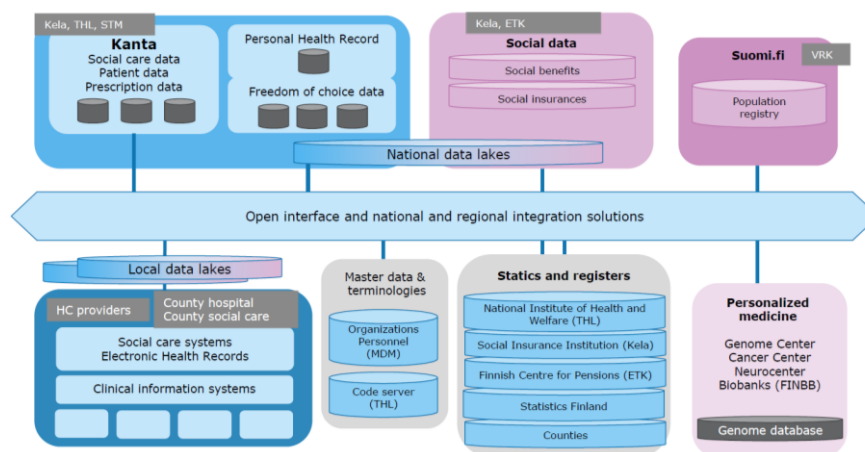 Kela, THL, STM
Kanta
Social care data
Patient data
Prescription data
Personal Health Record
Freedom of choice data
Kela, ETK
Social data
Social benefits
Social insurances
Suomi.fi
VRK
Population
registry
National data lakes
Open interface and national and regional integration solutions
Local data lakes
HC providers
County hospital
County social care
Social care systems
Electronic Health Records
Clinical information systems
Master data &
terminologies
Organizations
Personnel
(MDM)
Code server
(THL)
Statics and registers
National Institute of Health and
Welfare (THL)
Social Insurance Institution (Kela)
Finnish Centre for Pensions (ETK)
Statistics Finland
Counties
Personalized
medicine
Genome Center
Cancer Center
Neurocenter
Biobanks (FINBB)
Genome database